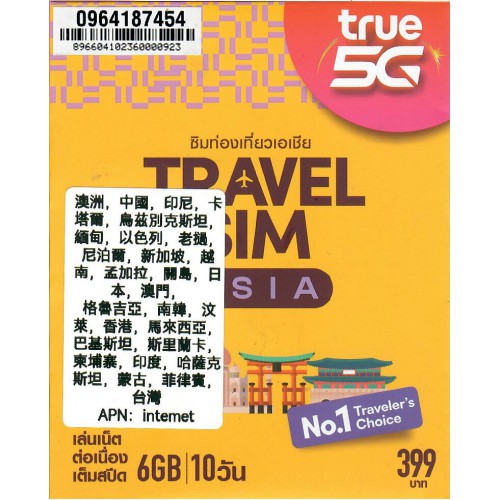 0964187454
896604102360000923
true
5G
ซิมท่องเที่ยวเอเชีย
TRAVEL
SIM
ASIA
澳洲, 中國, 印尼, 卡
塔爾, 烏茲別克斯坦,
緬甸, 以色列, 老撾,
尼泊爾, 新加坡, 越
南, 孟加拉, 關島, 日
本, 澳門,
格魯吉亞, 南韓, 汶
萊, 香港, 馬來西亞,
巴基斯坦, 斯里蘭卡,
柬埔寨, 印度, 哈薩克
斯坦, 蒙古, 菲律賓,
台灣
APN: internet
No.1 Traveler's
Choice
เล่นเน็ต
ต่อเนื่อง
เต็มสปีด 6GB | 10วัน
399
บาท